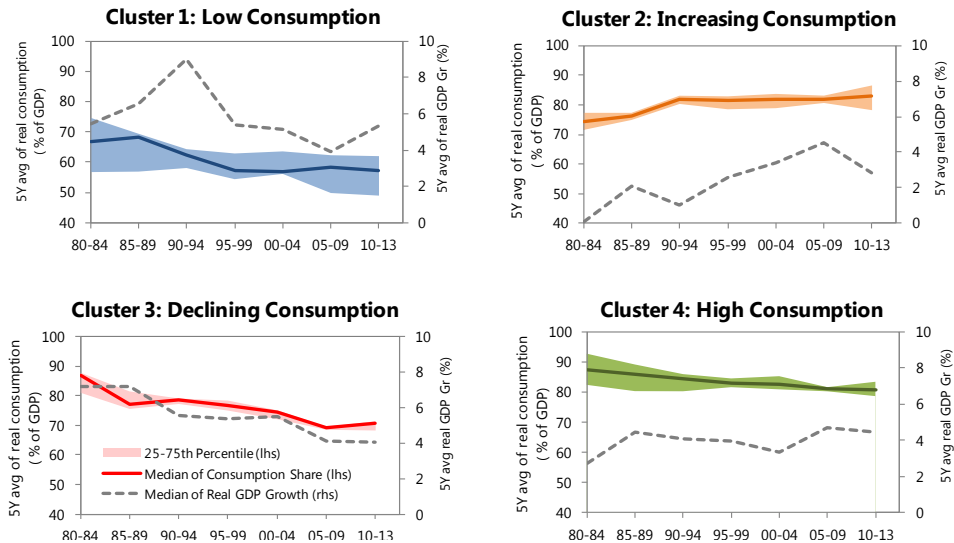 Cluster 1: Low Consumption
5Y avg of real consumption
( % of GDP)
100
90
80
70
60
50
40
10
8
6
4
2
0
5Y avg of real GDP Gr (%)
80-84 85-89 90-94 95-99 00-04 05-09 10-13
Cluster 2: Increasing Consumption
5Y avg of real consumption
( % of GDP)
100
90
80
70
60
50
40
10
8
6
4
2
0
5Y avg real GDP Gr (%)
80-84 85-89 90-94 95-99 00-04 05-09 10-13
Cluster 3: Declining Consumption
5Y avg of real consumption
( % of GDP)
100
90
80
70
60
50
40
10
8
6
4
2
0
5Y avg real GDP Gr (%)
25-75th Percentile (lhs)
Median of Consumption Share (lhs)
Median of Real GDP Growth (rhs)
80-84 85-89 90-94 95-99 00-04 05-09 10-13
Cluster 4: High Consumption
5Y avg of real consumption
( % of GDP)
100
90
80
70
60
50
40
10
8
6
4
2
0
5Y avg real GDP Gr (%)
80-84 85-89 90-94 95-99 00-04 05-09 10-13